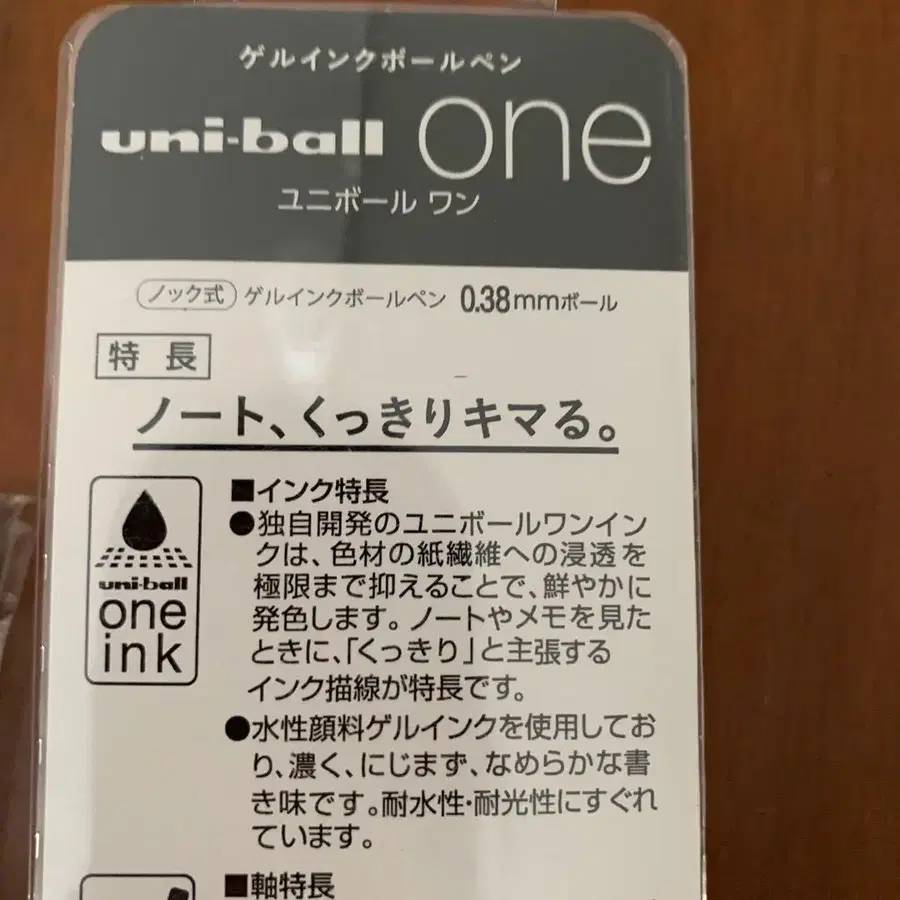 ゲルインクボールペン
uni-ball one
ユニボール ワン
ノック式 ゲルインクボールペン 0.38mmボール
特長
ノート、くっきりキマる。
■インク特長
●独自開発のユニボールワンイン
クは、色材の紙繊維への浸透を
極限まで抑えることで、鮮やかに
発色します。ノートやメモを見た
ときに、「くっきり」と主張する
インク描線が特長です。
uni-ball
one
ink
●水性顔料ゲルインクを使用してお
り、濃く、にじまず、なめらかな書
き味です。耐水性・耐光性にすぐれ
ています。
■軸特長